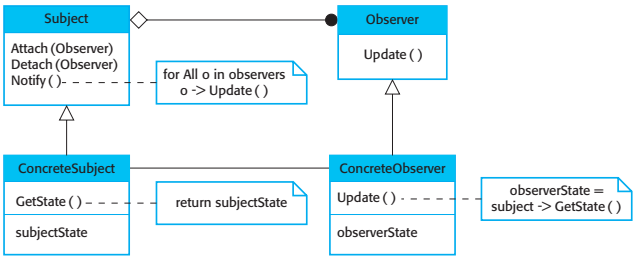 Subject
Attach (Observer)
Detach (Observer)
Notify ( )
for All o in observers
o -> Update ( )
Observer
Update ( )
ConcreteSubject
GetState ( )
subjectState
return subjectState
ConcreteObserver
Update ( )
observerState
observerState =
subject -> GetState ( )